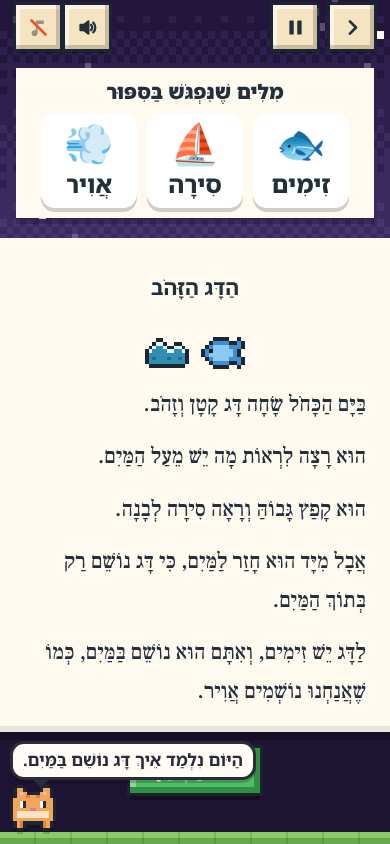 מִלִּים שֶׁנִּפְגֹּשׁ בַּסִּפּוּר
זִימִים
סִירָה
אֲוִיר
הַדָּג הַזָּהֹב
בַּיָּם הַכָּחֹל שָׂחָה דָּג קָטָן וְזָהֹב.
הוּא רָצָה לִרְאוֹת מָה יֵשׁ מֵעַל הַמַּיִם.
הוּא קָפַץ גָּבוֹהַּ וְרָאָה סִירָה לְבָנָה.
אֲבָל מִיָּד הוּא חָזַר לַמַּיִם, כִּי דָּג נוֹשֵׁם רַק
בְּתוֹךְ הַמַּיִם.
לַדָּג יֵשׁ זִימִים, וְאִתָּם הוּא נוֹשֵׁם בַּמַּיִם, כְּמוֹ
שֶׁאֲנַחְנוּ נוֹשְׁמִים אֲוִיר.
הַיּוֹם נִלְמַד אֵיךְ דָּג נוֹשֵׁם בַּמַּיִם.